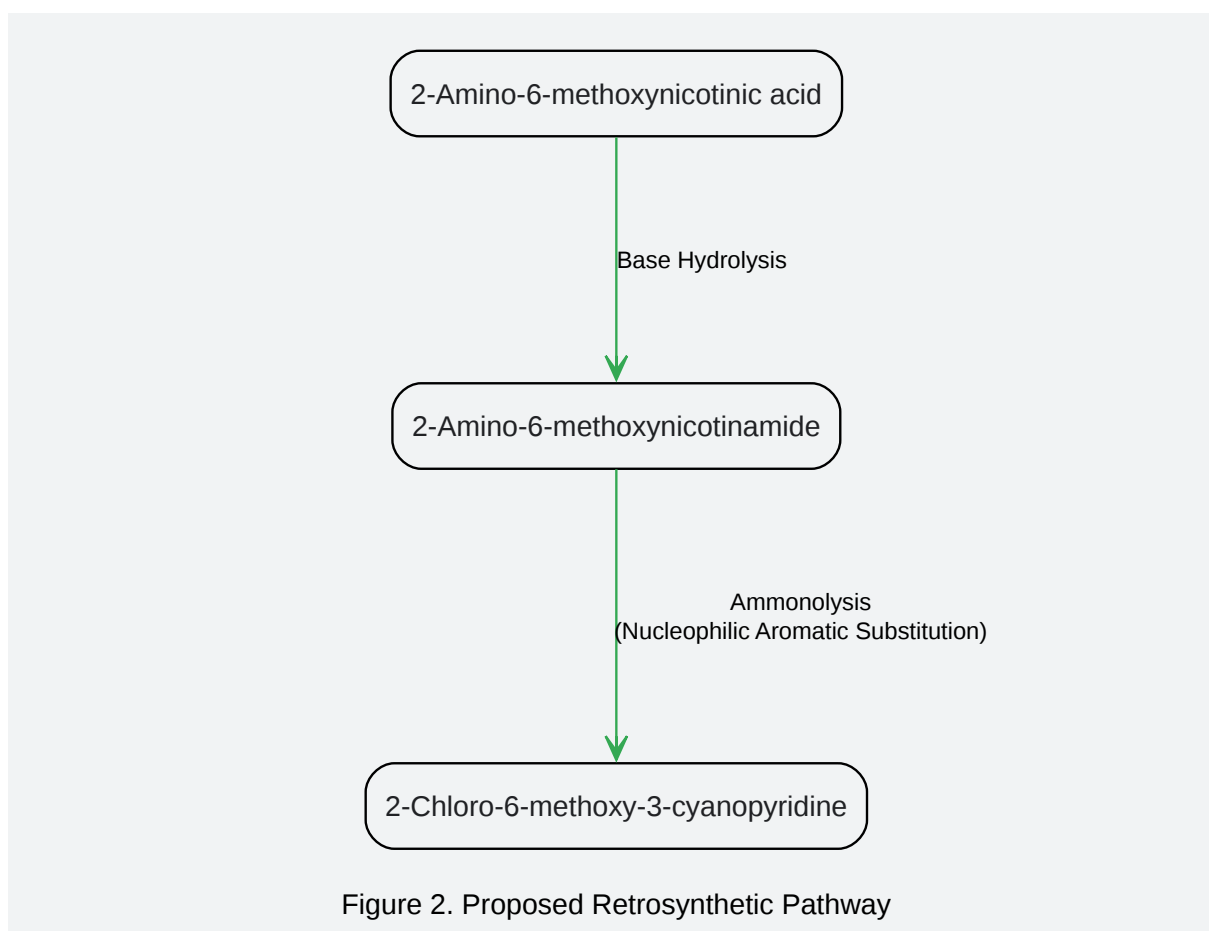 2-Amino-6-methoxynicotinic acid
Base Hydrolysis
2-Amino-6-methoxynicotinamide
Ammonolysis
(Nucleophilic Aromatic Substitution)
2-Chloro-6-methoxy-3-cyanopyridine
Figure 2. Proposed Retrosynthetic Pathway